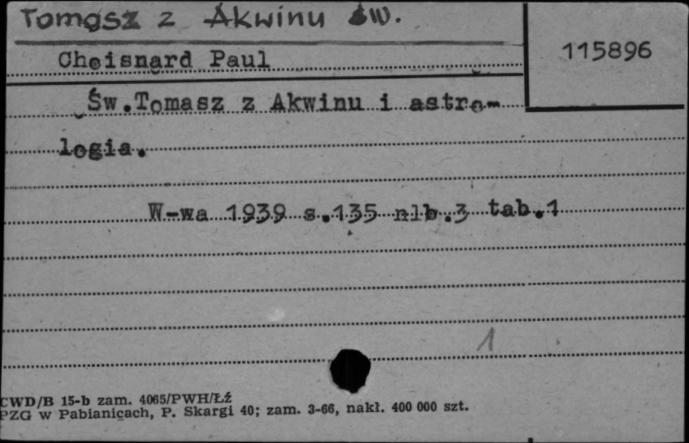 Tomasz z Akwinu św.
115896
Cheisnard Paul
Św.Tomasz z Akwinu i astro-
logia.
W-wa 1939 s.135 nlb.3 tab.1
1
CWD/B 15-b zam. 4065/PWH/Łź
PZG w Pabianicach, P. Skargi 40; zam. 3-66, nakł. 400 000 szt.